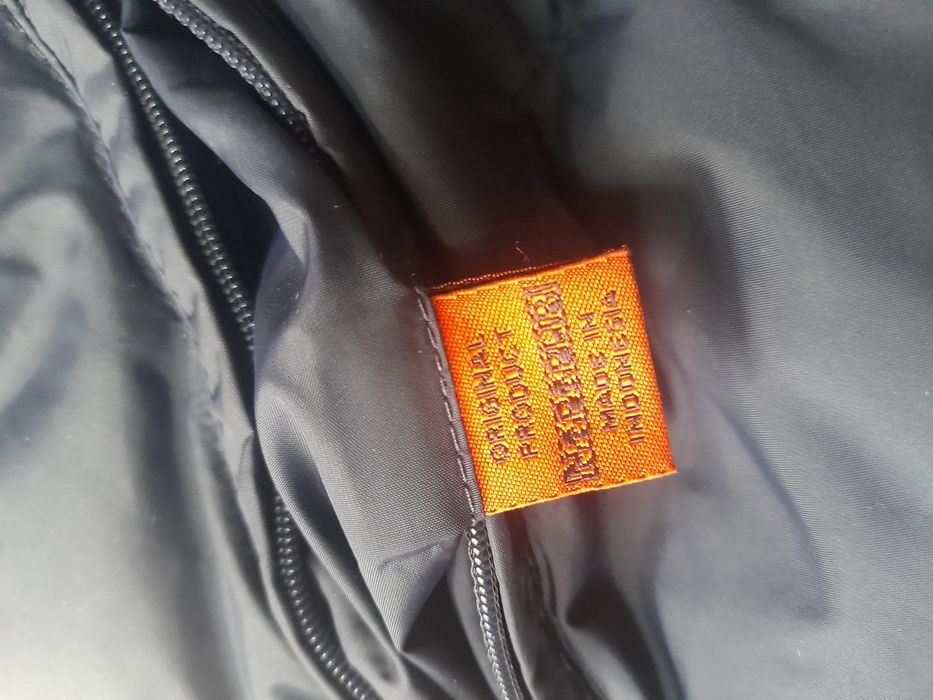 ORIGINAL
PRODUCT
NAPAPIJRI
MADE IN
INDONESIA